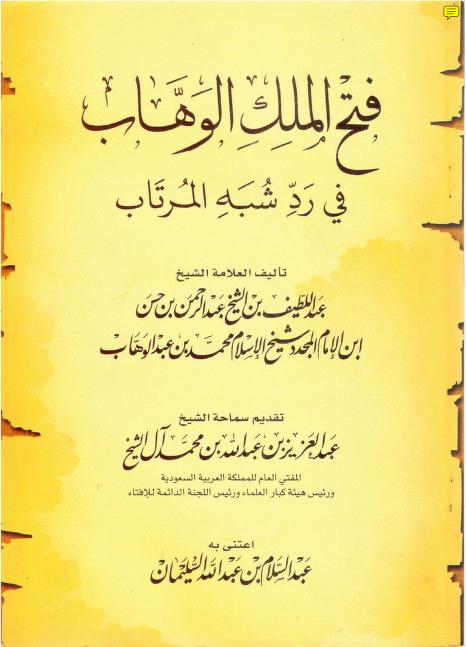 فتح الملك الوهَّاب
في رَدِّ شُبَهِ المُرتَاب
تأليف العلامة الشيخ
عبد اللطيف بن الشيخ عبد الرحمن بن حسن
ابن الإمام المجدد شيخ الإسلام محمد بن عبد الوهاب
تقديم سماحة الشيخ
عبد العزيز بن عبد الله بن محمد آل الشيخ
المفتي العام للمملكة العربية السعودية
ورئيس هيئة كبار العلماء ورئيس اللجنة الدائمة للإفتاء
اعتنى به
عبد السلام بن عبد الله السليمان